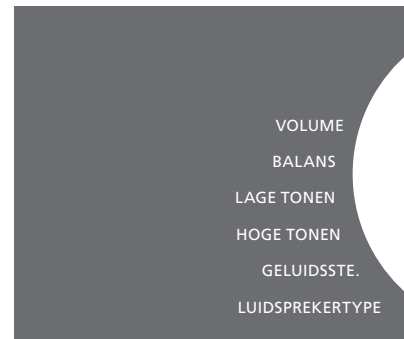 VOLUME
BALANS
LAGE TONEN
HOGE TONEN
GELUIDSSTE.
LUIDSPREKERTYPE